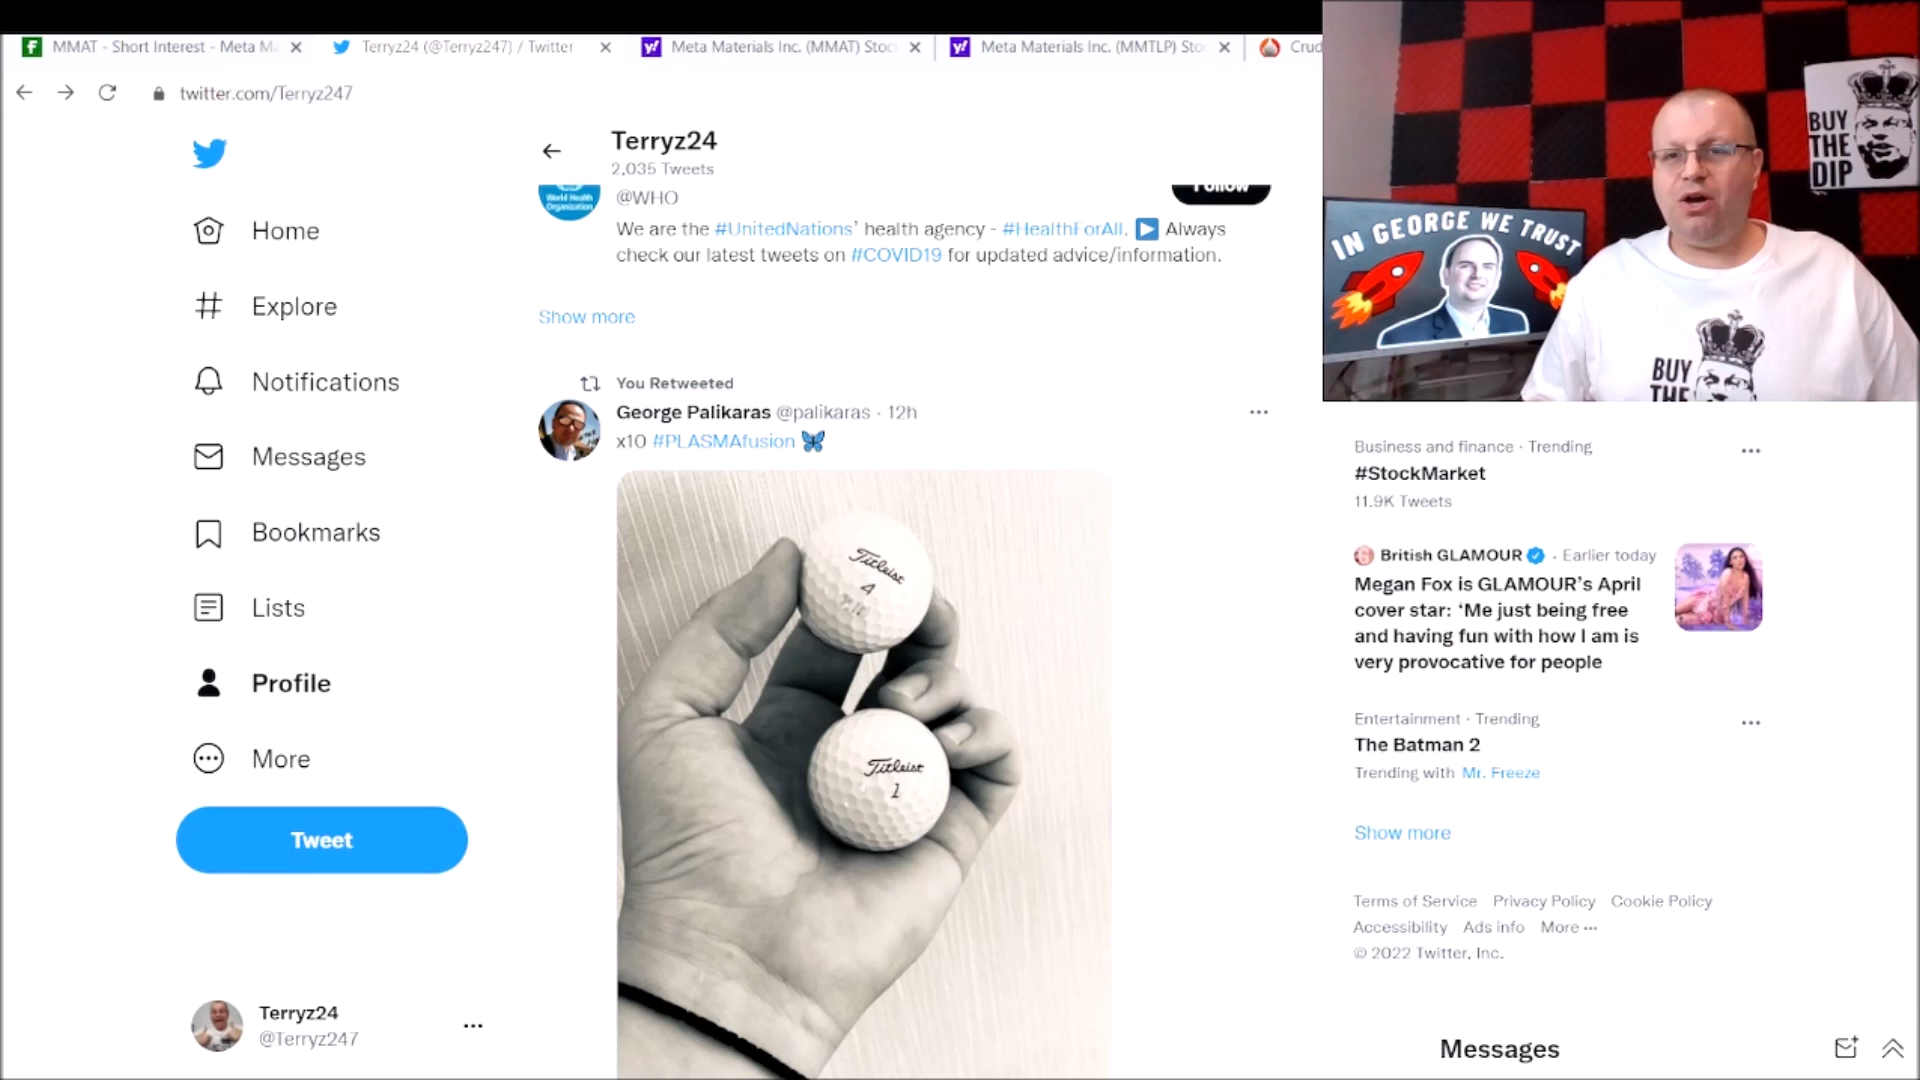 MMAT - Short Interest - Meta Ma
Terryz24 (@Terryz247) / Twitter
Meta Materials Inc. (MMAT) Stoc
Meta Materials Inc. (MMTLP) Sto
Crud
twitter.com/Terryz247
Terryz24
2,035 Tweets
World Health
Organization
@WHO
Follow
We are the #UnitedNations' health agency - #HealthForAll. ▶ Always
check our latest tweets on #COVID19 for updated advice/information.
Show more
You Retweeted
George Palikaras @palikaras · 12h
x10 #PLASMAfusion 🦋
Titleist
4
Titleist
1
Home
Explore
Notifications
Messages
Bookmarks
Lists
Profile
More
Tweet
Terryz24
@Terryz247
IN GEORGE WE TRUST
BUY
THE
DIP
BUY
THE
Business and finance · Trending
#StockMarket
11.9K Tweets
British GLAMOUR · Earlier today
Megan Fox is GLAMOUR's April
cover star: 'Me just being free
and having fun with how I am is
very provocative for people
Entertainment · Trending
The Batman 2
Trending with Mr. Freeze
Show more
Terms of Service Privacy Policy Cookie Policy
Accessibility Ads info More ···
© 2022 Twitter, Inc.
Messages